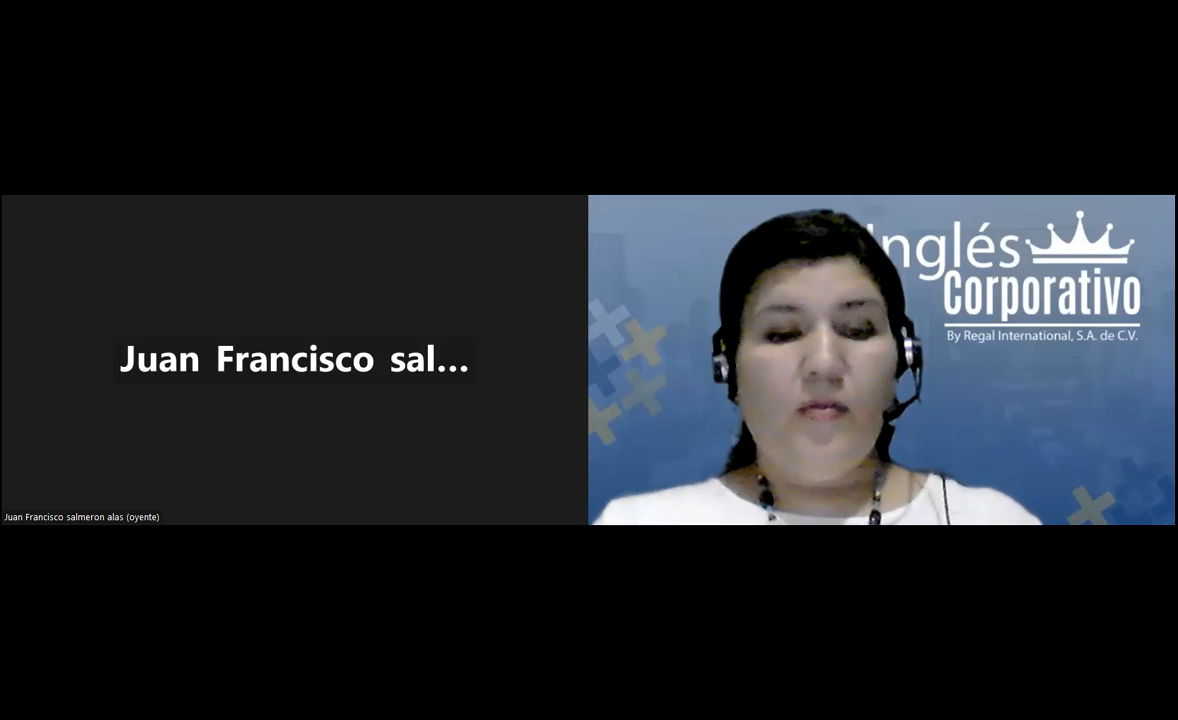 Juan Francisco sal...
Juan Francisco salmeron alas (oyente)
Inglés
Corporativo
By Regal International, S.A. de C.V.